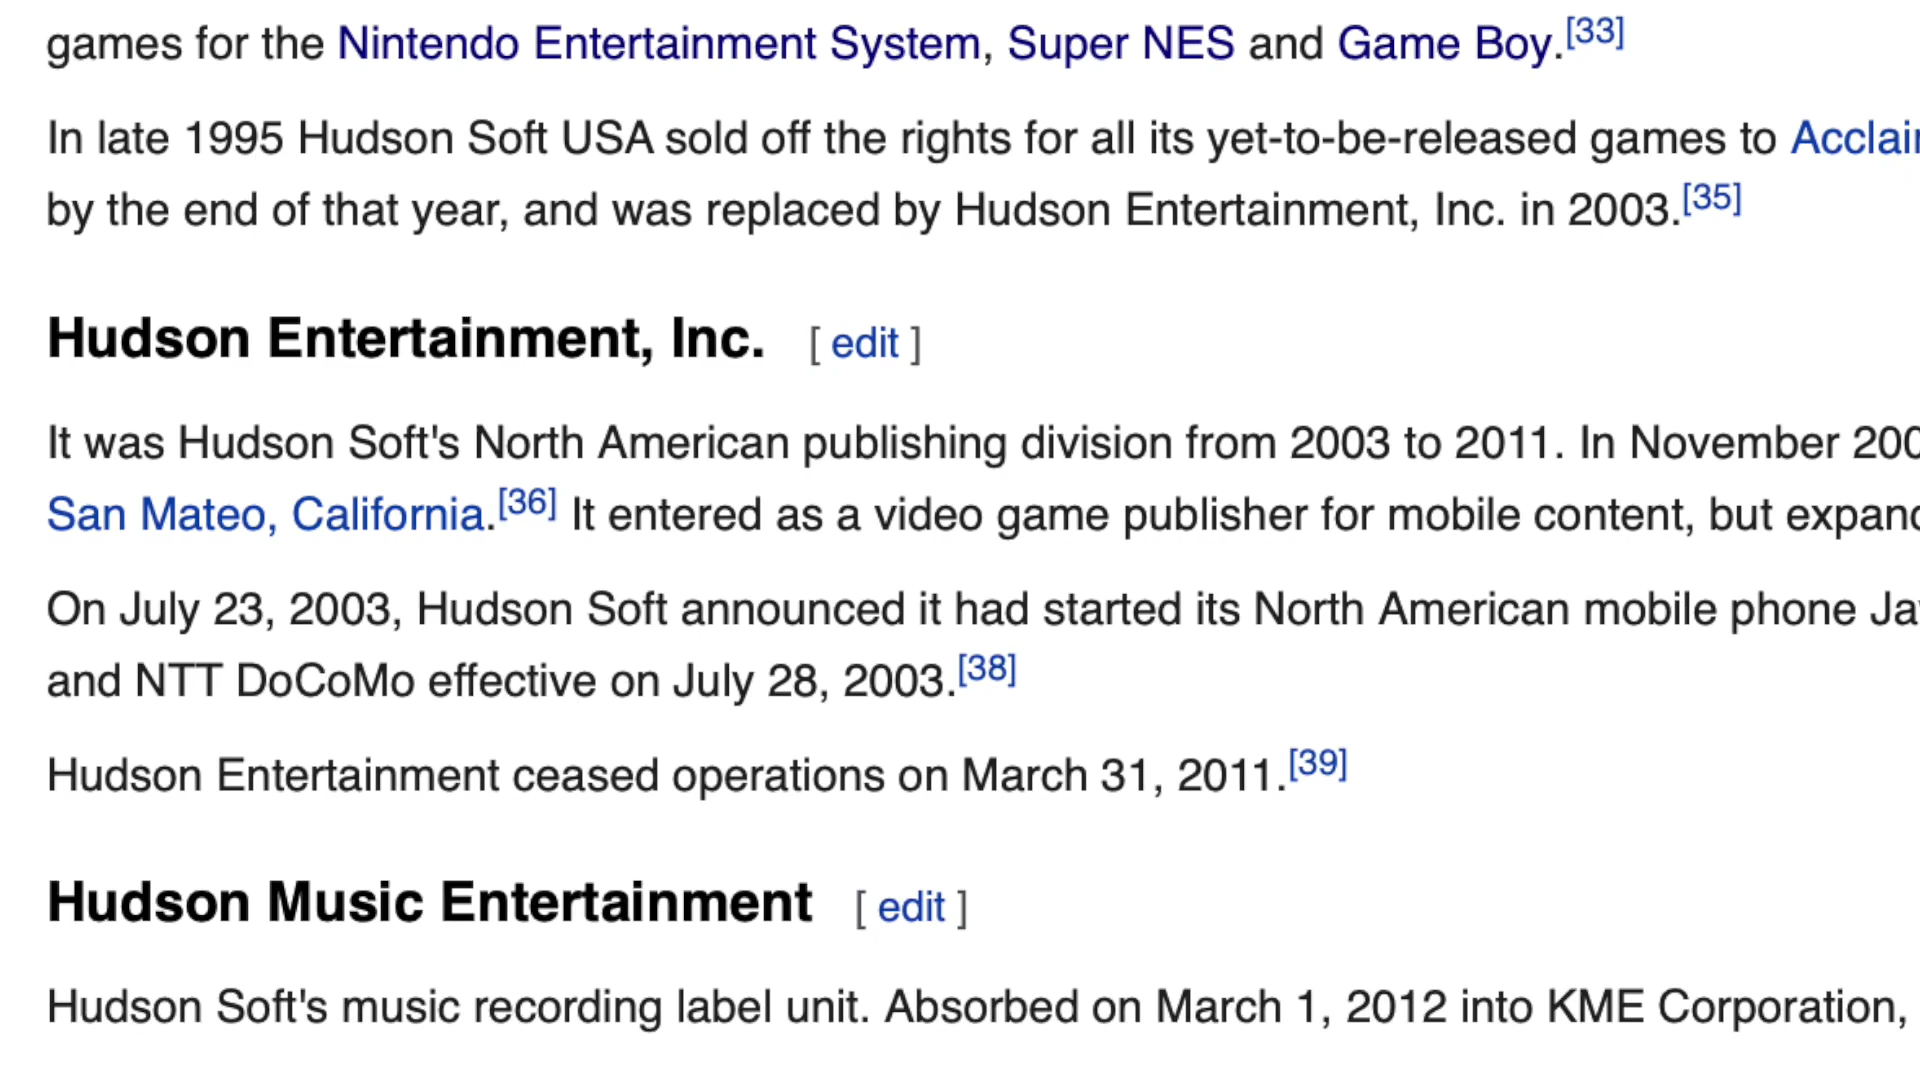 games for the Nintendo Entertainment System, Super NES and Game Boy.[33]
In late 1995 Hudson Soft USA sold off the rights for all its yet-to-be-released games to
by the end of that year, and was replaced by Hudson Entertainment, Inc. in 2003.[35]
Hudson Entertainment, Inc. [ edit ]
It was Hudson Soft's North American publishing division from 2003 to 2011. In November
San Mateo, California.[36] It entered as a video game publisher for mobile content, but
On July 23, 2003, Hudson Soft announced it had started its North American mobile phone
and NTT DoCoMo effective on July 28, 2003.[38]
Hudson Entertainment ceased operations on March 31, 2011.[39]
Hudson Music Entertainment [ edit ]
Hudson Soft's music recording label unit. Absorbed on March 1, 2012 into KME Corporation,